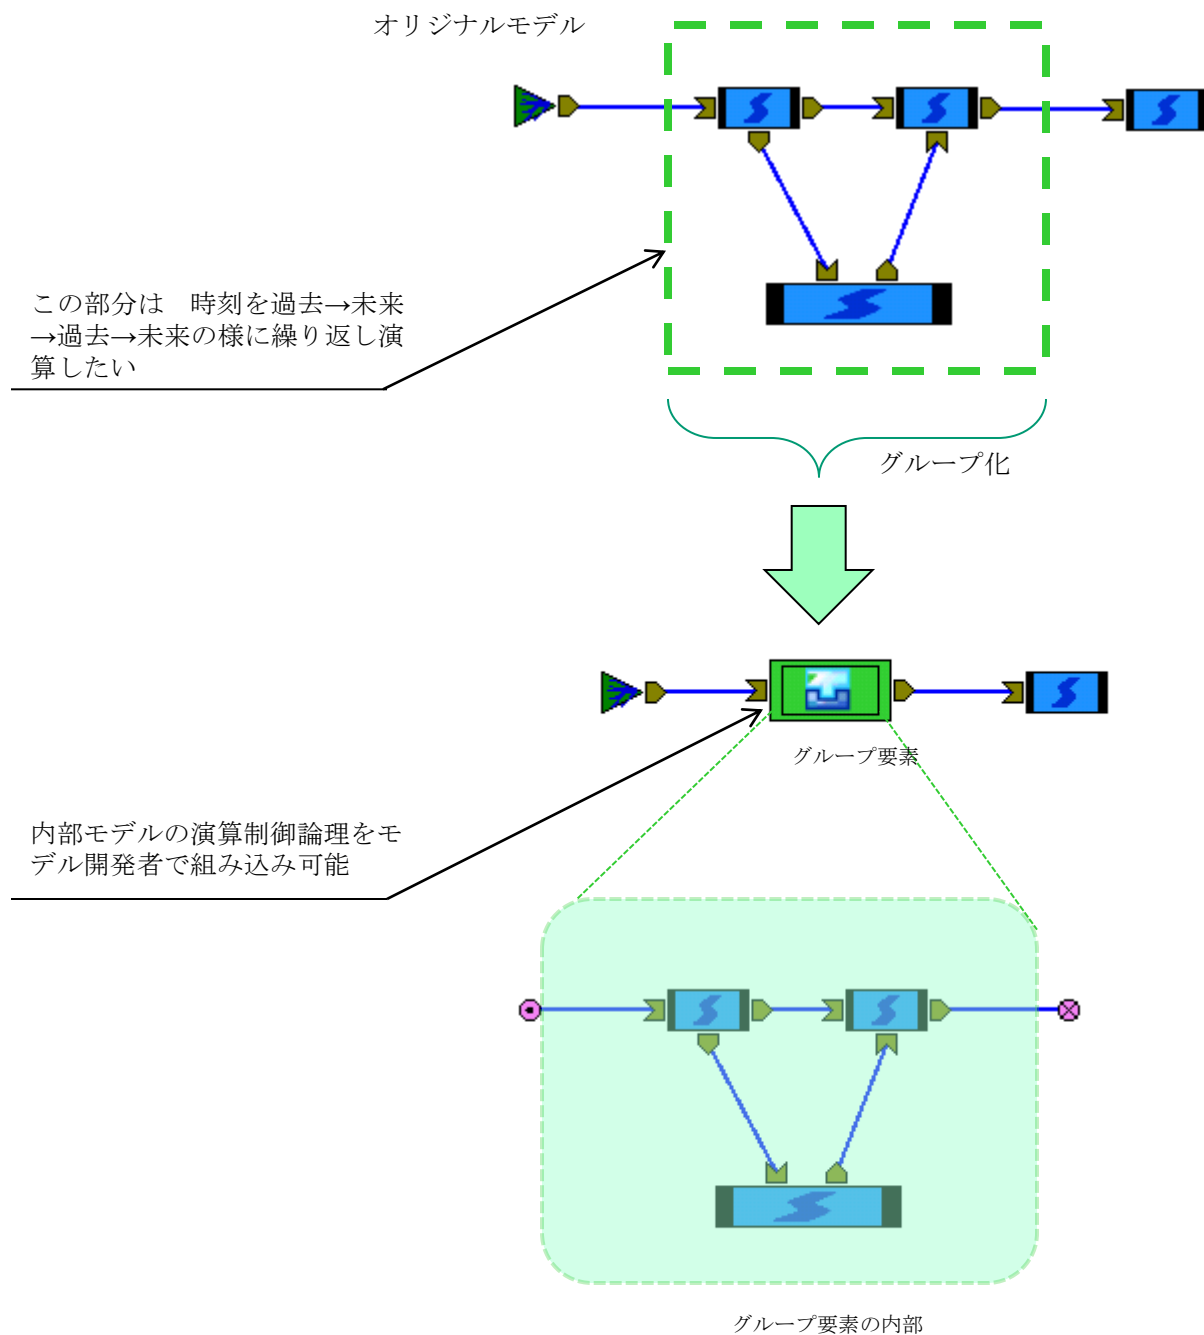 オリジナルモデル
この部分は　時刻を過去→未来
→過去→未来の様に繰り返し演
算したい
グループ化
グループ要素
内部モデルの演算制御論理をモ
デル開発者で組み込み可能
グループ要素の内部